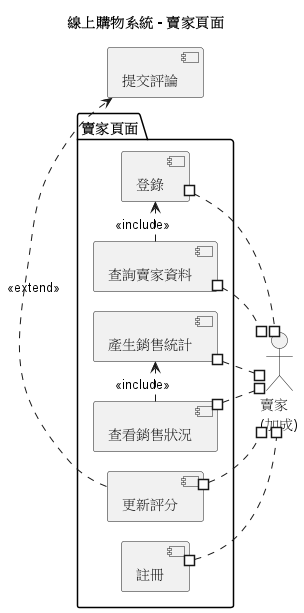 線上購物系統 - 賣家頁面
提交評論
賣家頁面
登錄
«include»
查詢賣家資料
«extend»
產生銷售統計
«include»
賣家
(加成)
查看銷售狀況
更新評分
註冊